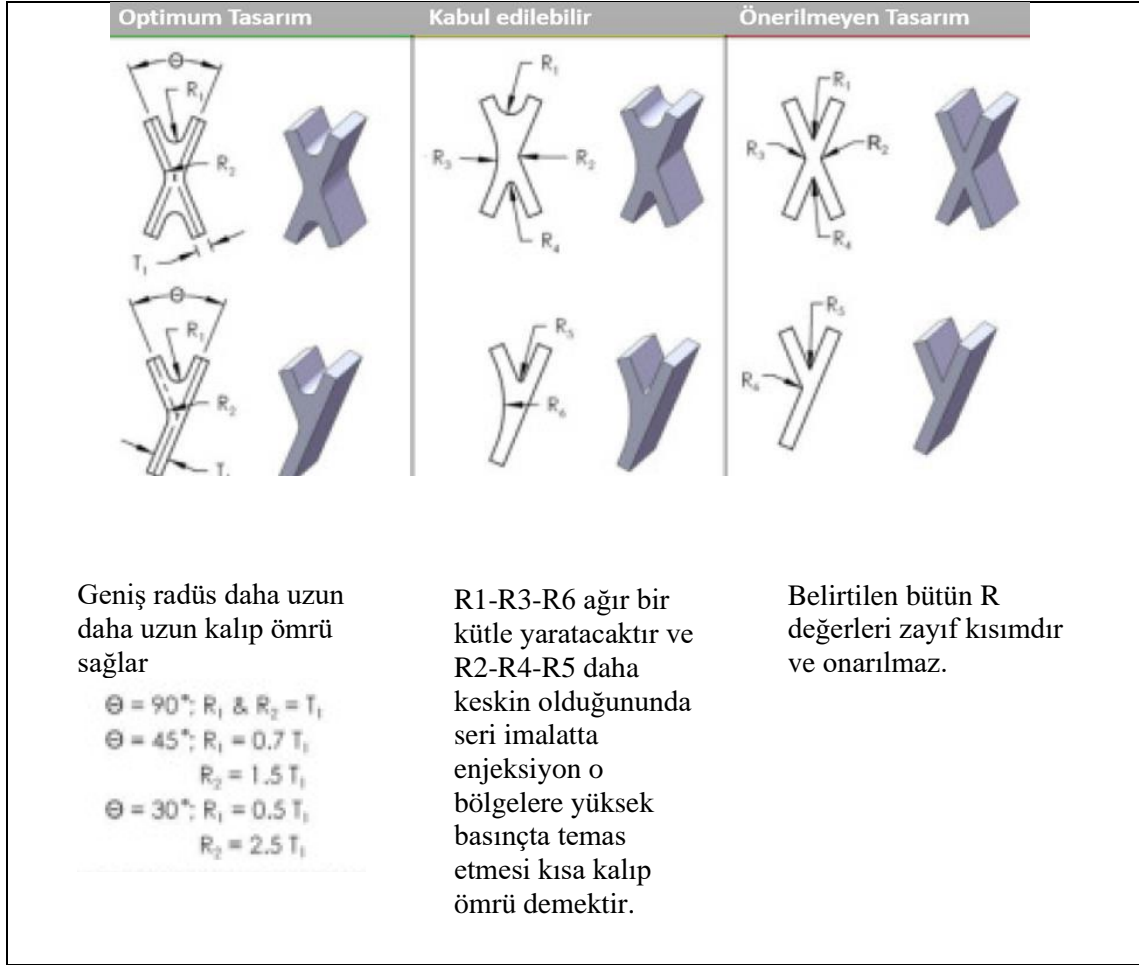 Optimum Tasarım
Kabul edilebilir
Önerilmeyen Tasarım
Θ
R₁
R₂
T₁
R₁
R₃
R₂
R₄
R₁
R₃
R₂
R₄
Θ
R₁
R₂
T₁
R₅
R₆
R₅
R₆
Geniş radüs daha uzun
daha uzun kalıp ömrü
sağlar
Θ = 90°: R₁ & R₂ = T₁
Θ = 45°: R₁ = 0.7 T₁
R₂ = 1.5 T₁
Θ = 30°: R₁ = 0.5 T₁
R₂ = 2.5 T₁
R1-R3-R6 ağır bir
kütle yaratacaktır ve
R2-R4-R5 daha
keskin olduğununda
seri imalatta
enjeksiyon o
bölgelere yüksek
basınçta temas
etmesi kısa kalıp
ömrü demektir.
Belirtilen bütün R
değerleri zayıf kısımdır
ve onarılmaz.